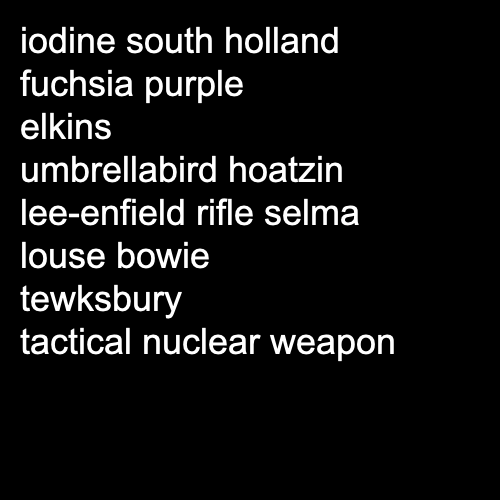 iodine south holland
fuchsia purple
elkins
umbrellabird hoatzin
lee-enfield rifle selma
louse bowie
tewksbury
tactical nuclear weapon